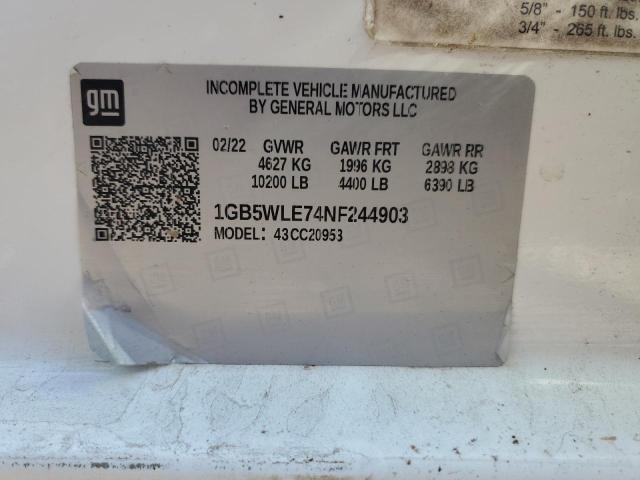 5/8" - 150 ft. lbs.
3/4" - 265 ft. lbs.
gm
INCOMPLETE VEHICLE MANUFACTURED
BY GENERAL MOTORS LLC
02/22 GVWR GAWR FRT GAWR RR
4627 KG 1996 KG 2898 KG
10200 LB 4400 LB 6390 LB
1GB5WLE74NF244903
MODEL: 43CC20953